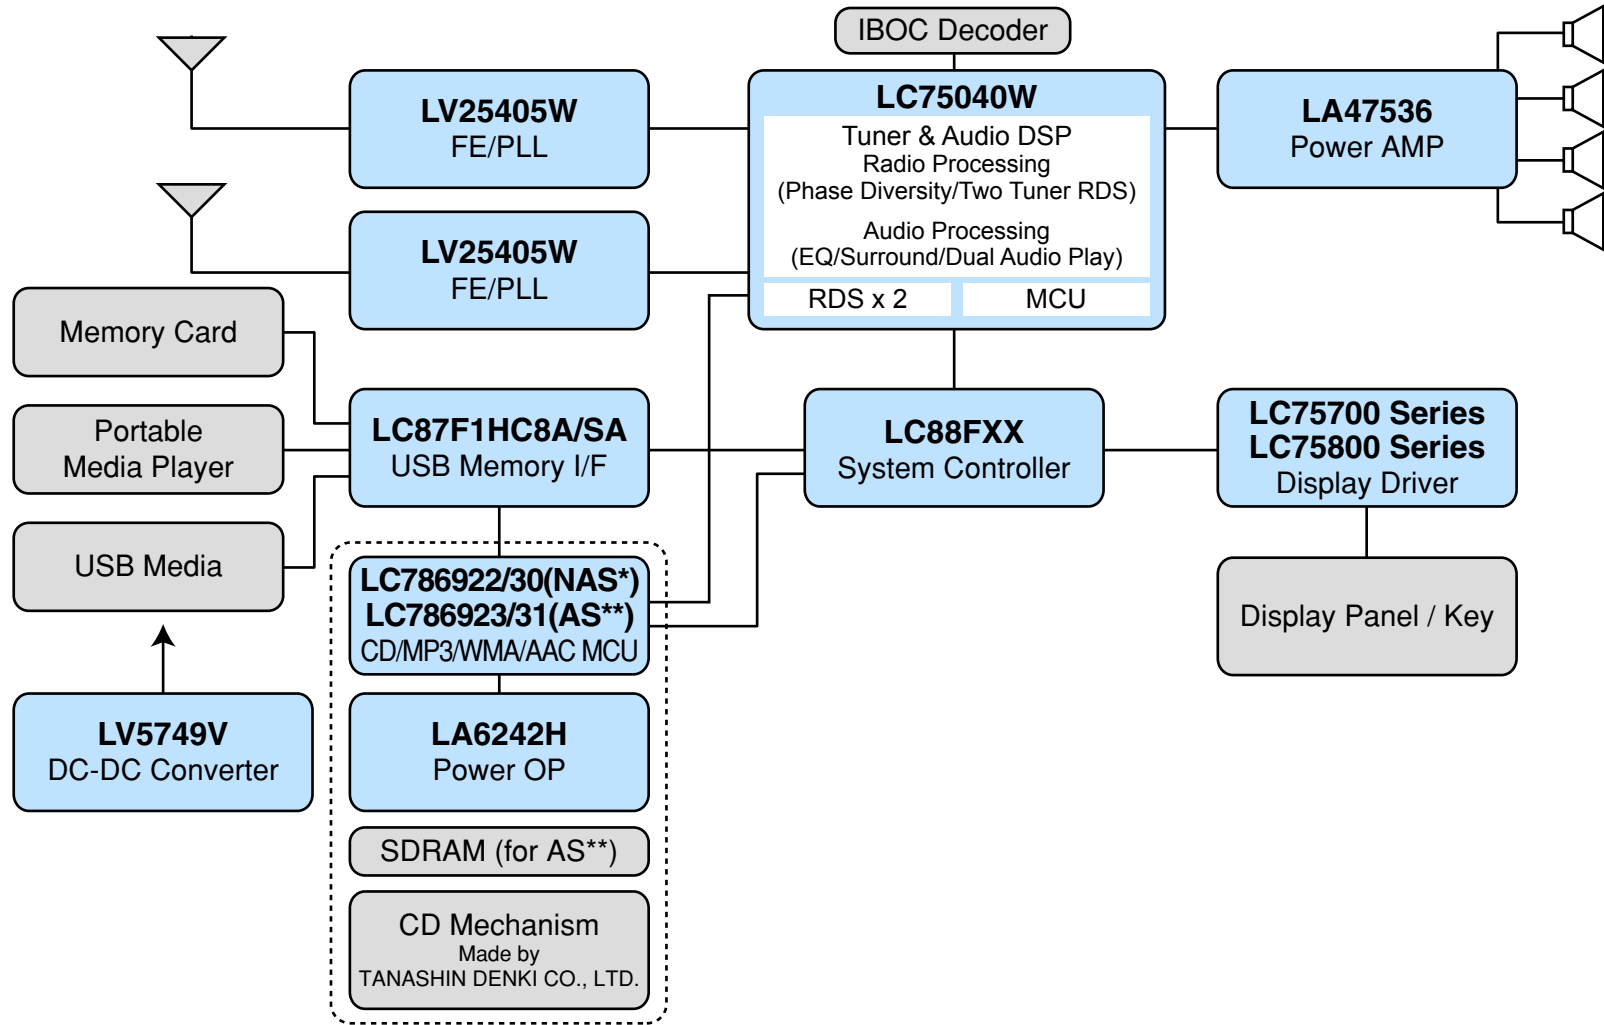 IBOC Decoder
LV25405W
FE/PLL
LC75040W
Tuner & Audio DSP
Radio Processing
(Phase Diversity/Two Tuner RDS)
Audio Processing
(EQ/Surround/Dual Audio Play)
RDS x 2
MCU
LA47536
Power AMP
LV25405W
FE/PLL
Memory Card
Portable
Media Player
USB Media
LC87F1HC8A/SA
USB Memory I/F
LC88FXX
System Controller
LC75700 Series
LC75800 Series
Display Driver
Display Panel / Key
LC786922/30(NAS*)
LC786923/31(AS**)
CD/MP3/WMA/AAC MCU
LV5749V
DC-DC Converter
LA6242H
Power OP
SDRAM (for AS**)
CD Mechanism
Made by
TANASHIN DENKI CO., LTD.